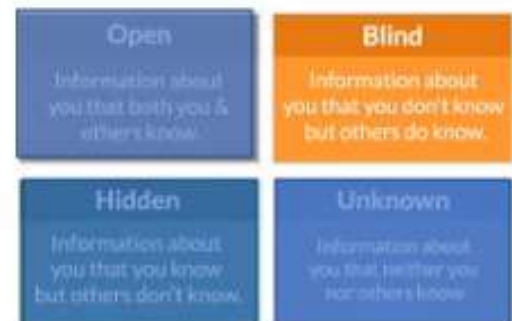 Open
Information about
you that both you &
others know.
Blind
Information about
you that you don't know
but others do know.
Hidden
Information about
you that you know
but others don't know.
Unknown
Information about
you that neither you
nor others know